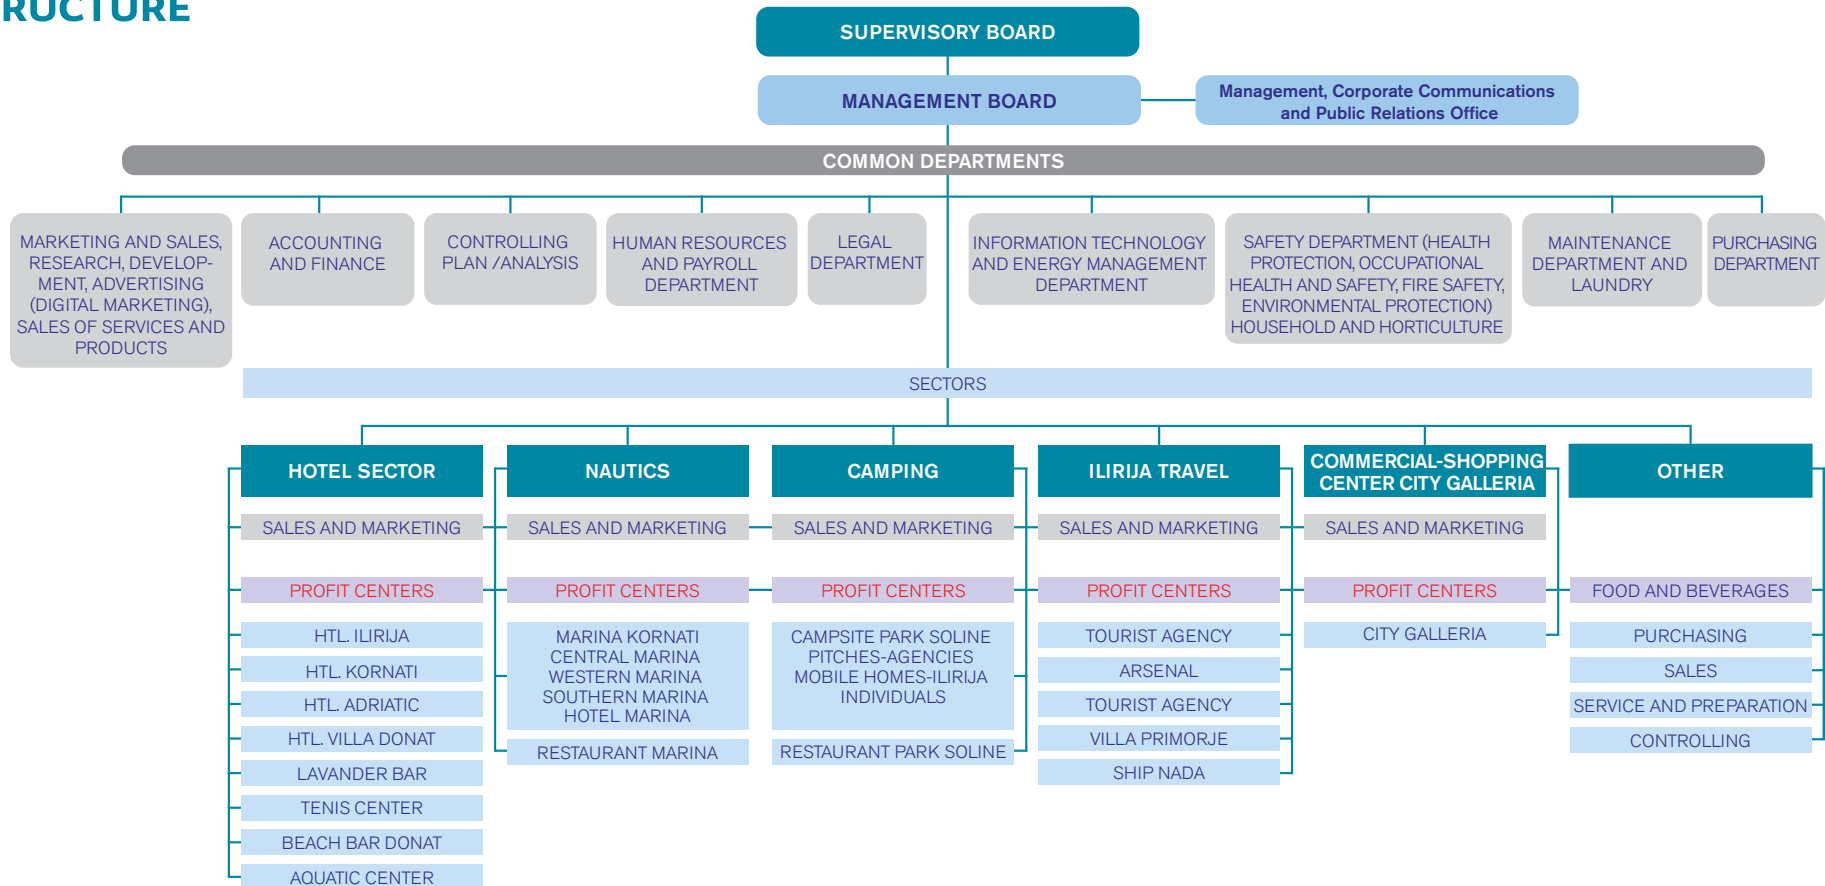 RUCTURE
SUPERVISORY BOARD
MANAGEMENT BOARD
Management, Corporate Communications
and Public Relations Office
COMMON DEPARTMENTS
MARKETING AND SALES,
RESEARCH, DEVELOP-
MENT, ADVERTISING
(DIGITAL MARKETING),
SALES OF SERVICES AND
PRODUCTS
ACCOUNTING
AND FINANCE
CONTROLLING
PLAN /ANALYSIS
HUMAN RESOURCES
AND PAYROLL
DEPARTMENT
LEGAL
DEPARTMENT
INFORMATION TECHNOLOGY
AND ENERGY MANAGEMENT
DEPARTMENT
SAFETY DEPARTMENT (HEALTH
PROTECTION, OCCUPATIONAL
HEALTH AND SAFETY, FIRE SAFETY,
ENVIRONMENTAL PROTECTION)
HOUSEHOLD AND HORTICULTURE
MAINTENANCE
DEPARTMENT AND
LAUNDRY
PURCHASING
DEPARTMENT
SECTORS
HOTEL SECTOR
SALES AND MARKETING
PROFIT CENTERS
HTL. ILIRIJA
HTL. KORNATI
HTL. ADRIATIC
HTL. VILLA DONAT
LAVANDER BAR
TENIS CENTER
BEACH BAR DONAT
AQUATIC CENTER
NAUTICS
SALES AND MARKETING
PROFIT CENTERS
MARINA KORNATI
CENTRAL MARINA
WESTERN MARINA
SOUTHERN MARINA
HOTEL MARINA
RESTAURANT MARINA
CAMPING
SALES AND MARKETING
PROFIT CENTERS
CAMPSITE PARK SOLINE
PITCHES-AGENCIES
MOBILE HOMES-ILIRIJA
INDIVIDUALS
RESTAURANT PARK SOLINE
ILIRIJA TRAVEL
SALES AND MARKETING
PROFIT CENTERS
TOURIST AGENCY
ARSENAL
TOURIST AGENCY
VILLA PRIMORJE
SHIP NADA
COMMERCIAL-SHOPPING
CENTER CITY GALLERIA
SALES AND MARKETING
PROFIT CENTERS
CITY GALLERIA
OTHER
FOOD AND BEVERAGES
PURCHASING
SALES
SERVICE AND PREPARATION
CONTROLLING